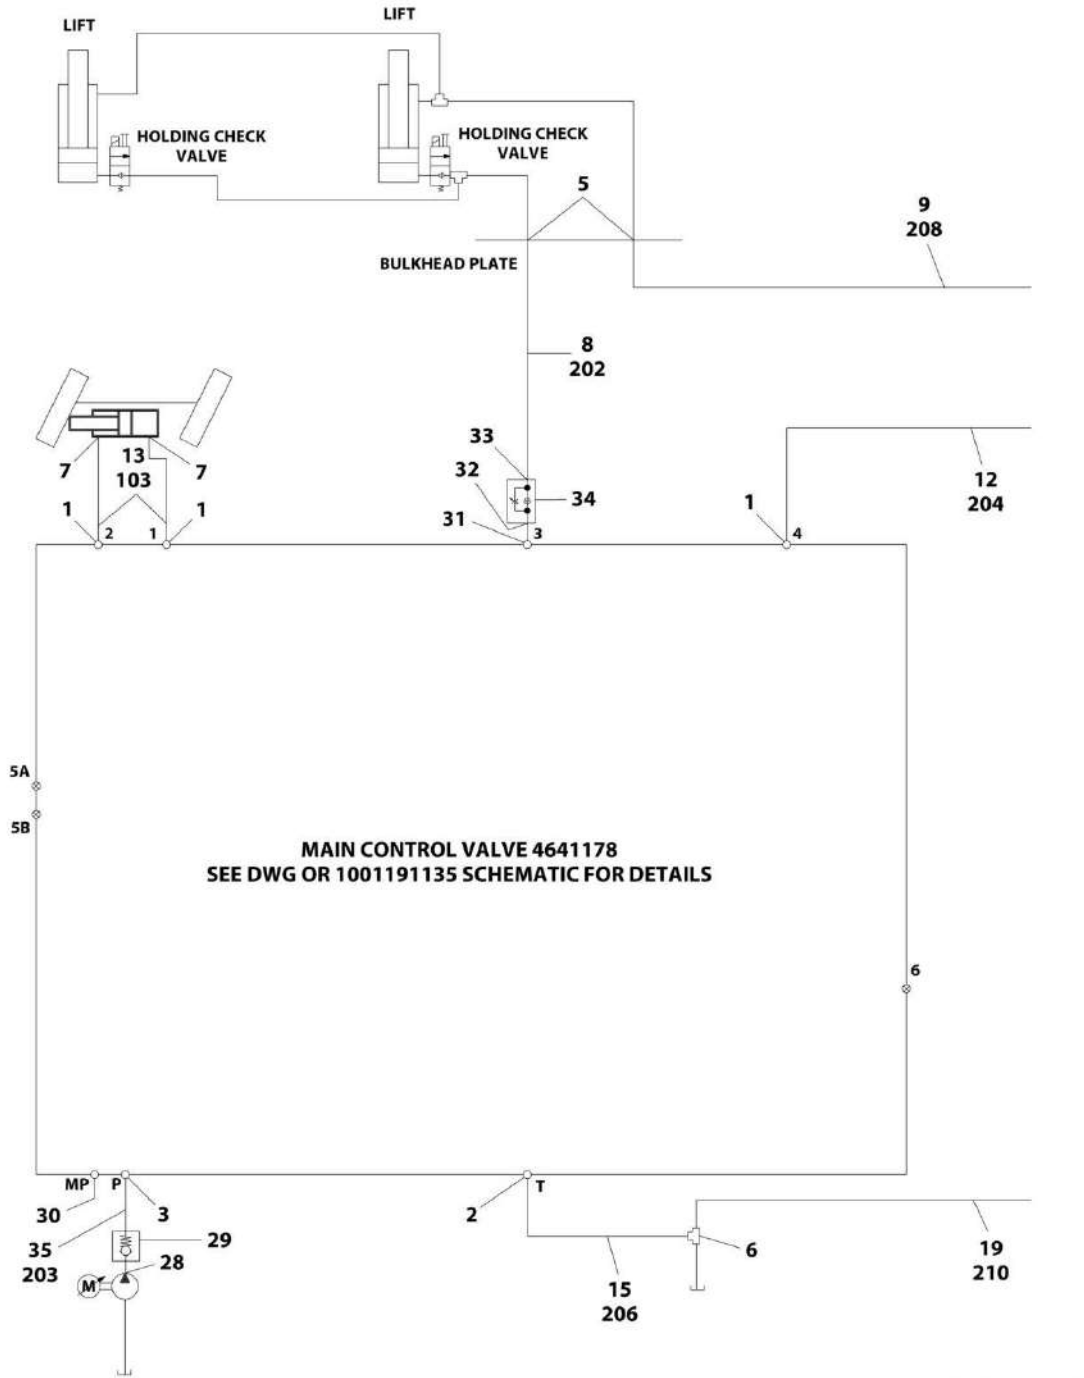 LIFT
LIFT
HOLDING CHECK
VALVE
HOLDING CHECK
VALVE
5
9
208
BULKHEAD PLATE
8
202
33
7
13
7
103
32
12
204
34
1
1
31
1
2
1
3
4
5A
5B
MAIN CONTROL VALVE 4641178
SEE DWG OR 1001191135 SCHEMATIC FOR DETAILS
6
MP
P
T
30
3
2
29
35
203
28
6
19
210
M
15
206